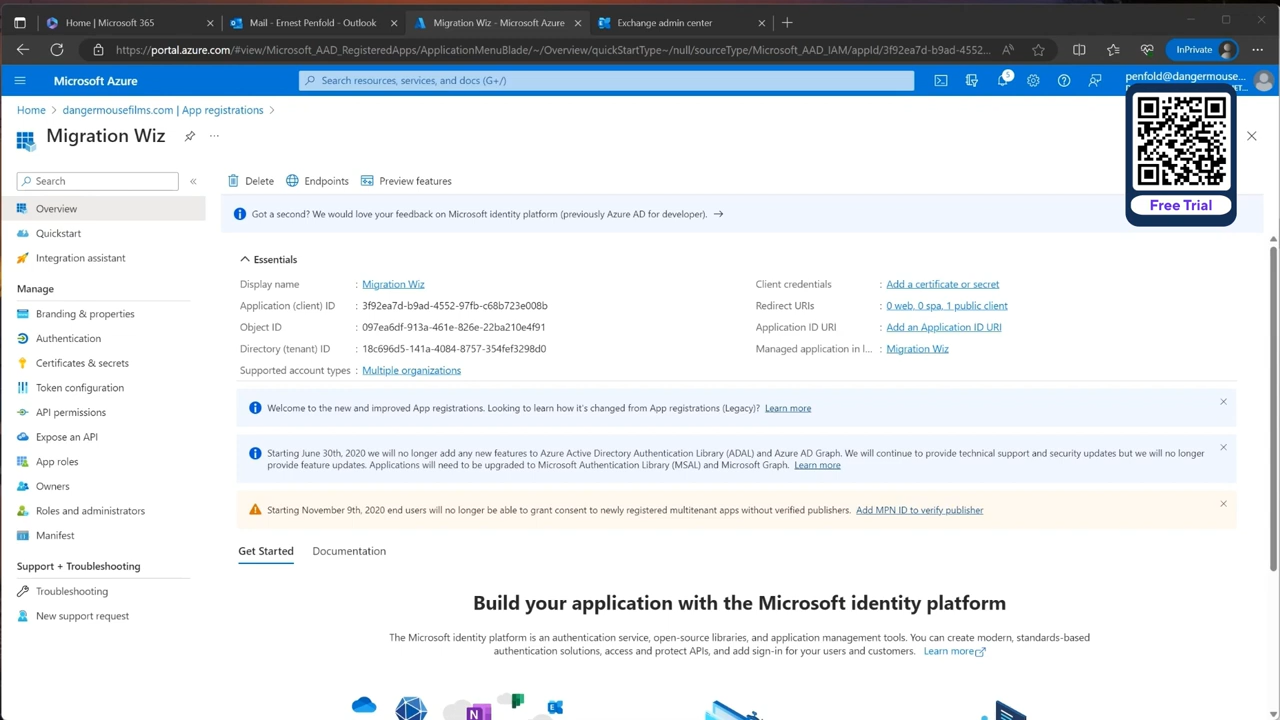 Home | Microsoft 365
Mail - Ernest Penfold - Outlook
Migration Wiz - Microsoft Azure
Exchange admin center
https://portal.azure.com/#view/Microsoft_AAD_RegisteredApps/ApplicationMenuBlade/~/Overview/quickStartType~/null/sourceType/Microsoft_AAD_IAM/appId/3f92ea7d-b9ad-4552...
InPrivate
Microsoft Azure
Search resources, services, and docs (G+/)
5
penfold@dangermouse...
Home > dangermousefilms.com | App registrations >
Migration Wiz
Free Trial
Search
Delete
Endpoints
Preview features
Overview
Quickstart
Integration assistant
Manage
Branding & properties
Authentication
Certificates & secrets
Token configuration
API permissions
Expose an API
App roles
Owners
Roles and administrators
Manifest
Support + Troubleshooting
Troubleshooting
New support request
Got a second? We would love your feedback on Microsoft identity platform (previously Azure AD for developer).
Essentials
Display name : Migration Wiz
Application (client) ID : 3f92ea7d-b9ad-4552-97fb-c68b723e008b
Object ID : 097ea6df-913a-461e-826e-22ba210e4f91
Directory (tenant) ID : 18c696d5-141a-4084-8757-354fef3298d0
Supported account types : Multiple organizations
Client credentials : Add a certificate or secret
Redirect URIs : 0 web, 0 spa, 1 public client
Application ID URI : Add an Application ID URI
Managed application in l... : Migration Wiz
Welcome to the new and improved App registrations. Looking to learn how it's changed from App registrations (Legacy)? Learn more
Starting June 30th, 2020 we will no longer add any new features to Azure Active Directory Authentication Library (ADAL) and Azure AD Graph. We will continue to provide technical support and security updates but we will no longer
provide feature updates. Applications will need to be upgraded to Microsoft Authentication Library (MSAL) and Microsoft Graph. Learn more
Starting November 9th, 2020 end users will no longer be able to grant consent to newly registered multitenant apps without verified publishers. Add MPN ID to verify publisher
Get Started
Documentation
Build your application with the Microsoft identity platform
The Microsoft identity platform is an authentication service, open-source libraries, and application management tools. You can create modern, standards-based
authentication solutions, access and protect APIs, and add sign-in for your users and customers. Learn more